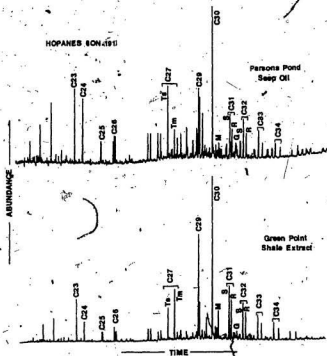 C30
HOPANES (ION 191)
Parsons Pond
Seep Oil
C23
C24
C25
C26
C27
Ts
Tm
C29
M
S
C31
R
G
S
C32
R
C33
C34
ABUNDANCE
C30
Green Point
Shale Extract
C23
C24
C25
C26
C27
Ts
Tm
C29
M
S
C31
R
G
S
C32
R
C33
C34
TIME